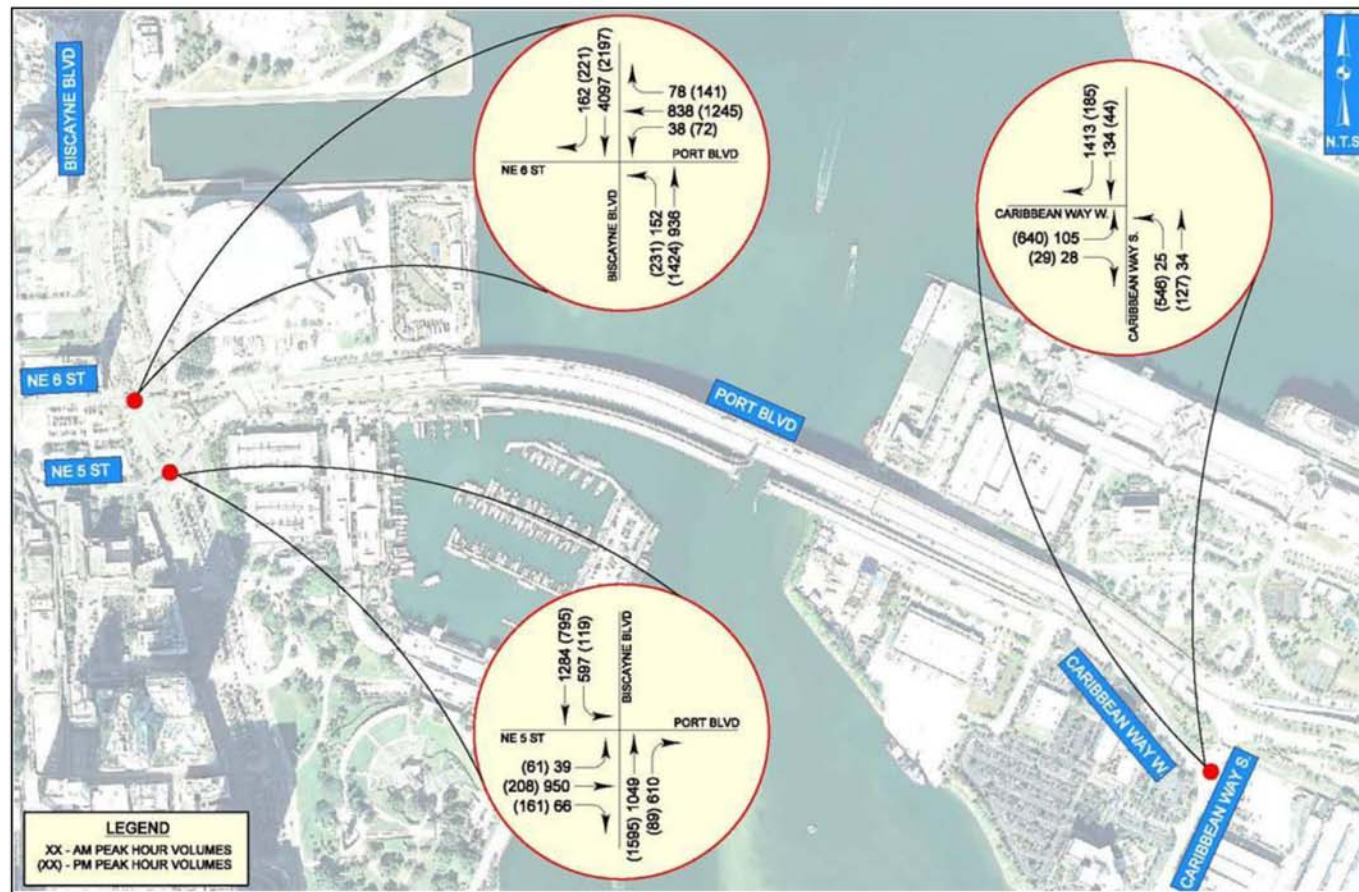 BISCAYNE BLVD
162 (221)
4097 (2197)
78 (141)
838 (1245)
38 (72)
NE 6 ST
PORT BLVD
BISCAYNE BLVD
(231) 152
(1424) 938
1413 (185)
134 (44)
CARIBBEAN WAY W.
(640) 105
(29) 28
CARIBBEAN WAY S.
(548) 25
(127) 34
N.T.S
NE 6 ST
NE 5 ST
PORT BLVD
1284 (795)
597 (119)
BISCAYNE BLVD
NE 5 ST
PORT BLVD
(61) 39
(208) 950
(161) 66
(1595) 1049
(89) 610
CARIBBEAN WAY W.
CARIBBEAN WAY S.
LEGEND
XX - AM PEAK HOUR VOLUMES
(XX) - PM PEAK HOUR VOLUMES